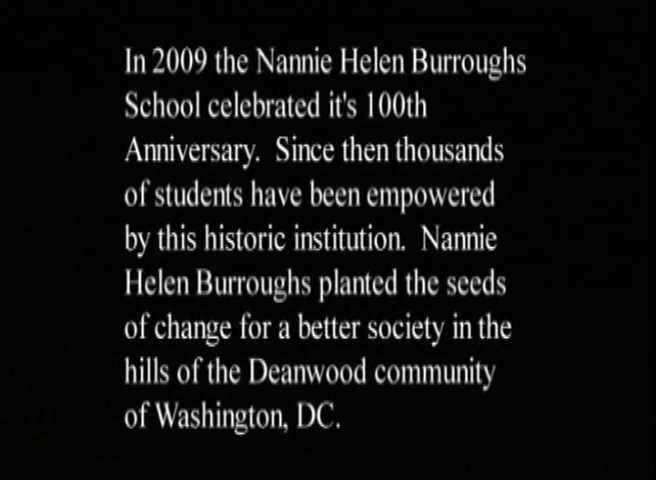 In 2009 the Nannie Helen Burroughs
School celebrated it's 100th
Anniversary.  Since then thousands
of students have been empowered
by this historic institution.  Nannie
Helen Burroughs planted the seeds
of change for a better society in the
hills of the Deanwood community
of Washington, DC.